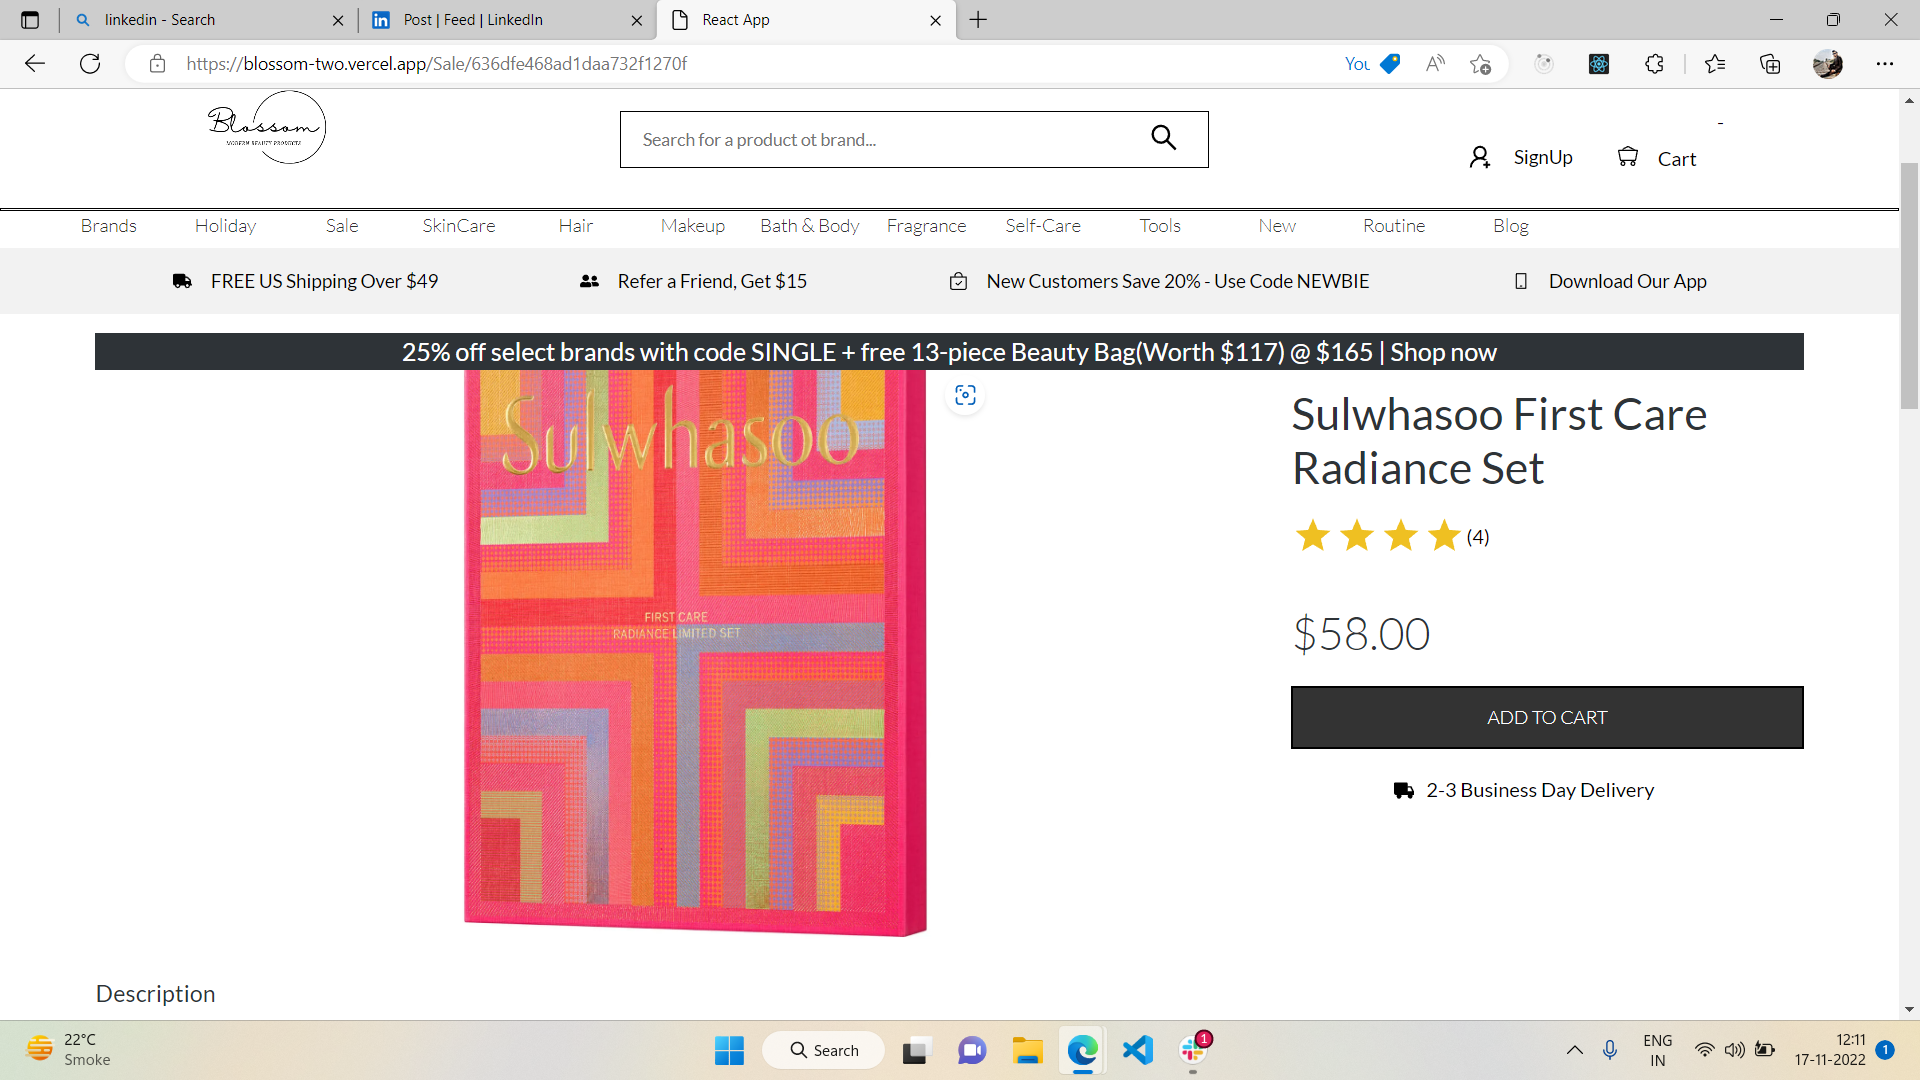 linkedin - Search
Post | Feed | LinkedIn
React App
https://blossom-two.vercel.app/Sale/636dfe468ad1daa732f1270f
You
Blossom
MODERN BEAUTY PRODUCTS
Search for a product ot brand...
-
SignUp
Cart
Brands
Holiday
Sale
SkinCare
Hair
Makeup
Bath & Body
Fragrance
Self-Care
Tools
New
Routine
Blog
FREE US Shipping Over $49
Refer a Friend, Get $15
New Customers Save 20% - Use Code NEWBIE
Download Our App
25% off select brands with code SINGLE + free 13-piece Beauty Bag(Worth $117) @ $165 | Shop now
Sulwhasoo
FIRST CARE
RADIANCE LIMITED SET
Sulwhasoo First Care
Radiance Set
(4)
$58.00
ADD TO CART
2-3 Business Day Delivery
Description
22°C
Smoke
Search
1
ENG
IN
12:11
17-11-2022
1